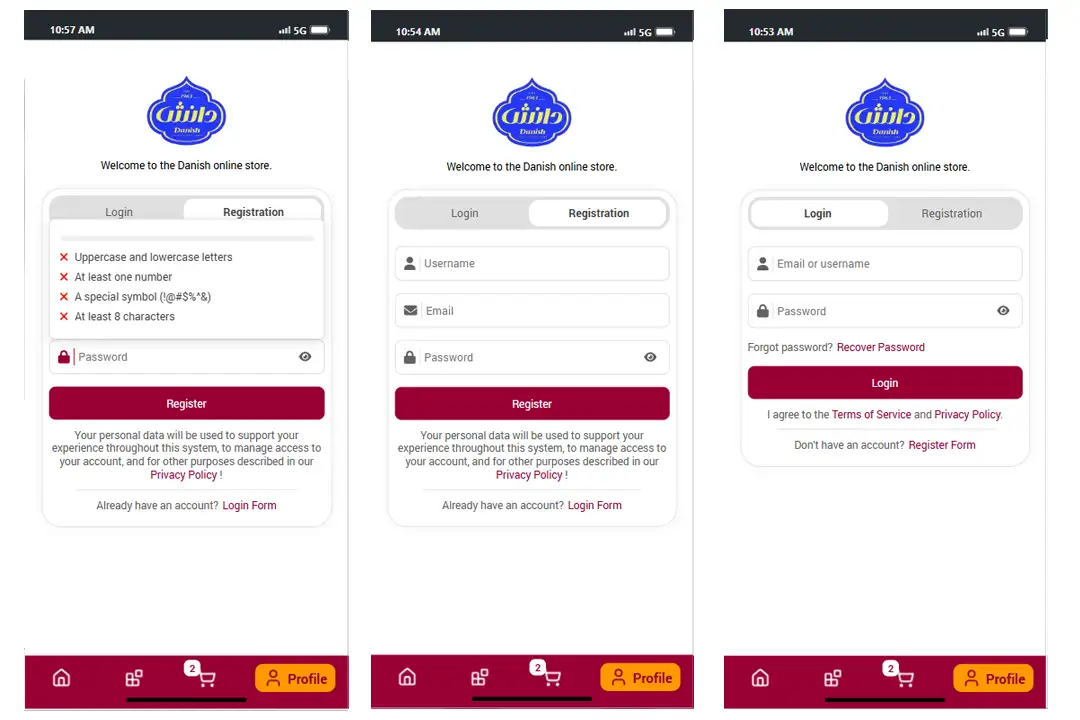 10:57 AM
5G
1963
دانش
Danish
Welcome to the Danish online store.
Login
Registration
Uppercase and lowercase letters
At least one number
A special symbol (!@#$%^&)
At least 8 characters
Password
Register
Your personal data will be used to support your
experience throughout this system, to manage access to
your account, and for other purposes described in our
Privacy Policy !
Already have an account? Login Form
2
Profile
10:54 AM
5G
دانش
Danish
Welcome to the Danish online store.
Login
Registration
Username
Email
Password
Register
Your personal data will be used to support your
experience throughout this system, to manage access to
your account, and for other purposes described in our
Privacy Policy !
Already have an account? Login Form
2
Profile
10:53 AM
5G
دانش
Danish
Welcome to the Danish online store.
Login
Registration
Email or username
Password
Forgot password? Recover Password
Login
I agree to the Terms of Service and Privacy Policy.
Don't have an account? Register Form
2
Profile